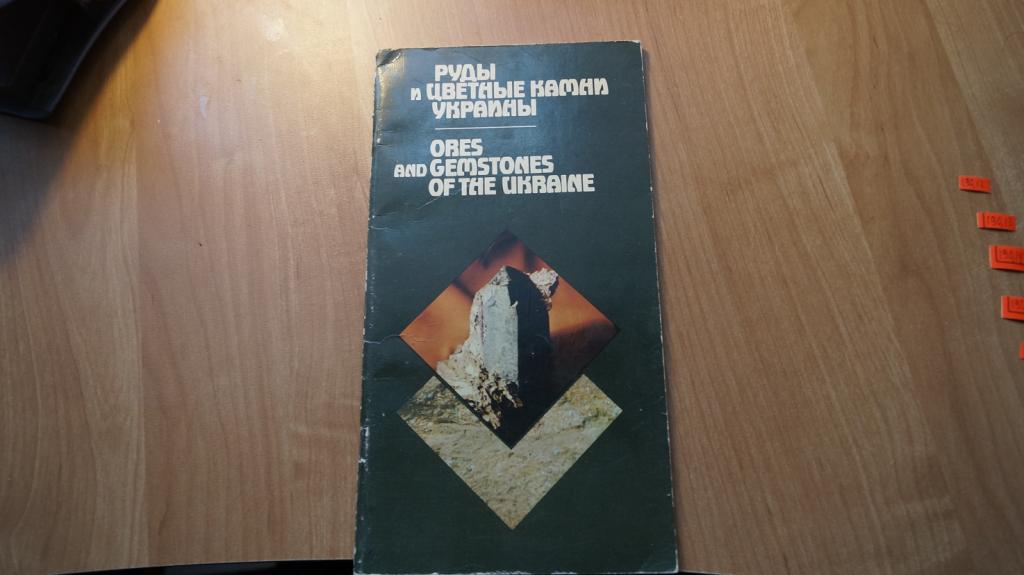 РУДЫ
и ЦВЕТНЫЕ КАМНИ
УКРАИНЫ
ORES
AND GEMSTONES
OF THE UKRAINE